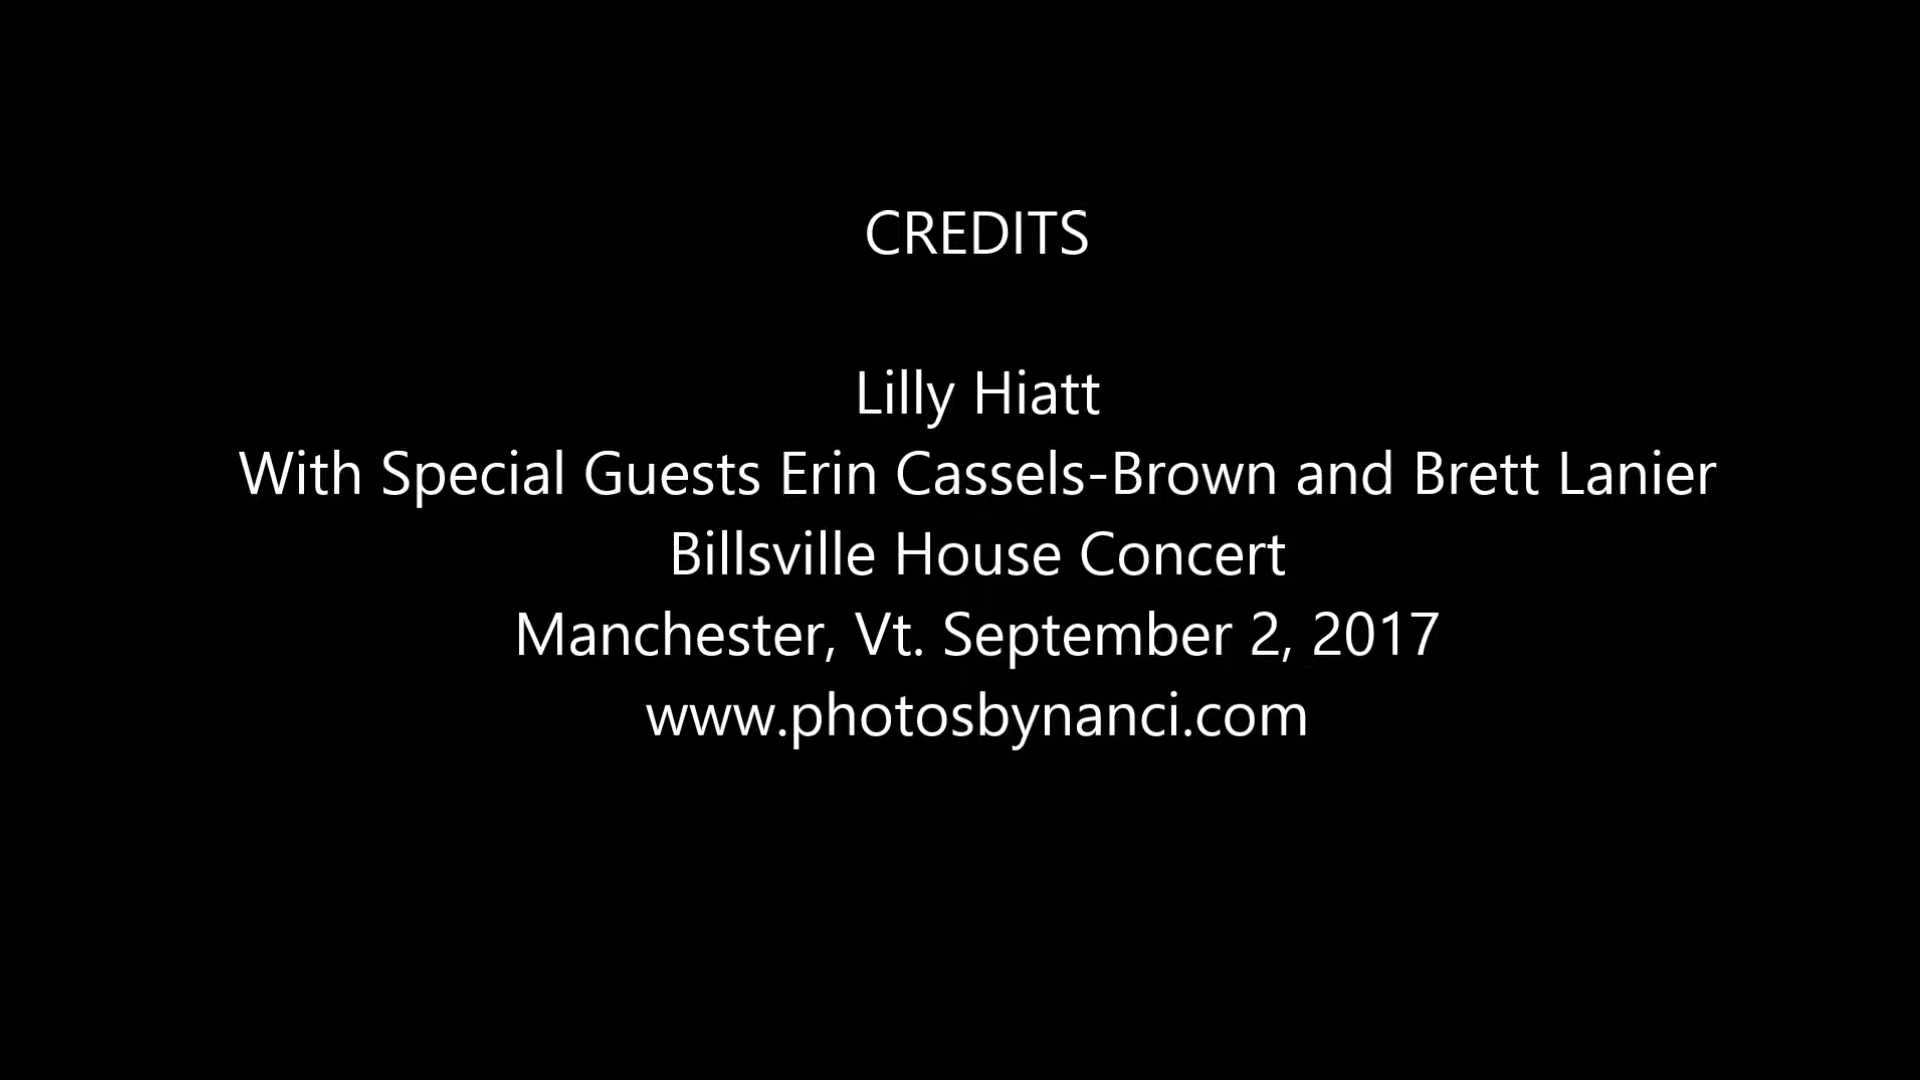 CREDITS
Lilly Hiatt
With Special Guests Erin Cassels-Brown and Brett Lanier
Billsville House Concert
Manchester, Vt. September 2, 2017
www.photosbynanci.com